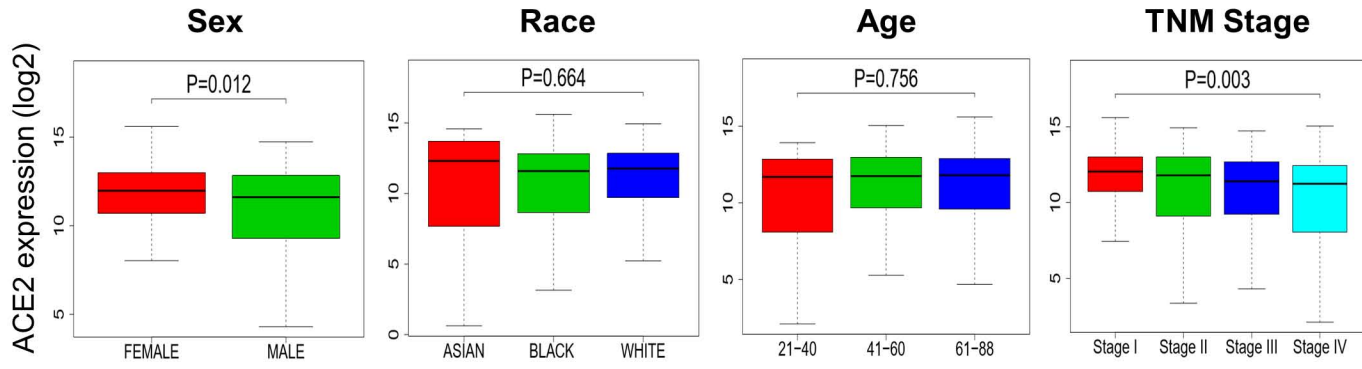 Sex
Race
Age
TNM Stage
ACE2 expression (log2)
P=0.012
15
10
5
FEMALE
MALE
P=0.664
15
10
5
0
ASIAN
BLACK
WHITE
P=0.756
15
10
5
21-40
41-60
61-88
P=0.003
15
10
5
Stage I
Stage II
Stage III
Stage IV